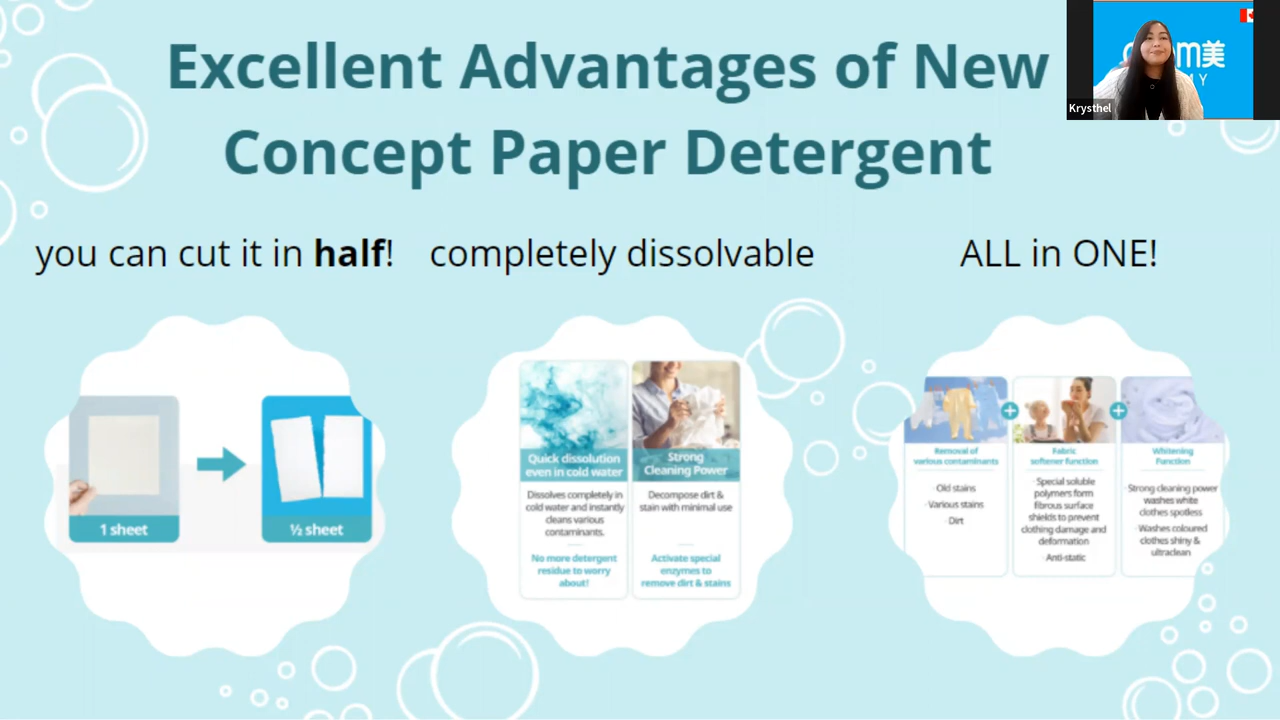 Excellent Advantages of New
Concept Paper Detergent
Krysthel
you can cut it in half!
completely dissolvable
ALL in ONE!
1 sheet
½ sheet
Quick dissolution
even in cold water
Dissolves completely in
cold water and instantly
cleans various
contaminants.
No more detergent
residue to worry
about!
Strong
Cleaning Power
Decompose dirt &
stain with minimal use
Activate special
enzymes to
remove dirt & stains
Removal of
various contaminants
· Old stains
· Various stains
· Dirt
Fabric
softener function
· Special soluble
polymers form
fibrous surface
shields to prevent
clothing damage and
deformation
· Anti-static
Whitening
Function
· Strong cleaning power
washes white
clothes spotless
· Washes coloured
clothes shiny &
ultraclean